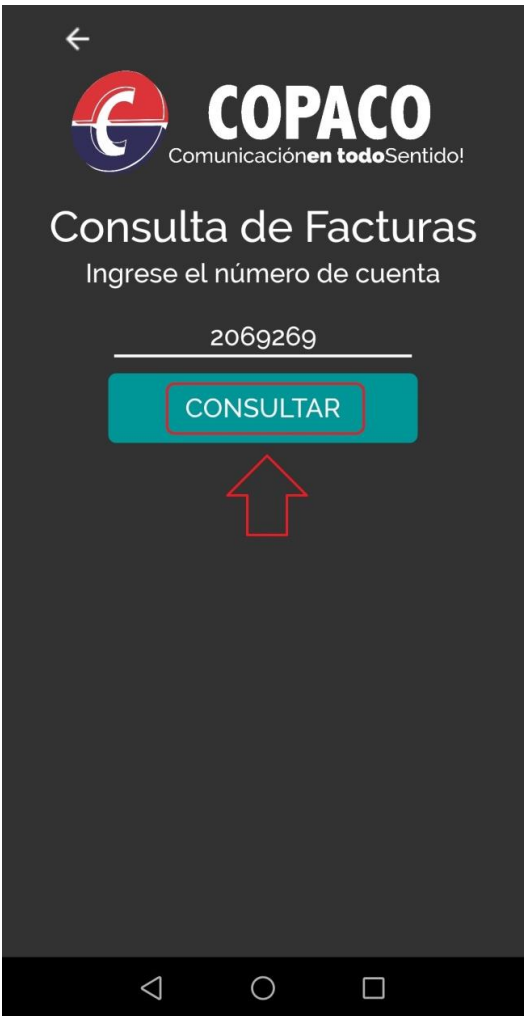 COPACO
Comunicaciónen todoSentido!
Consulta de Facturas
Ingrese el número de cuenta
2069269
CONSULTAR